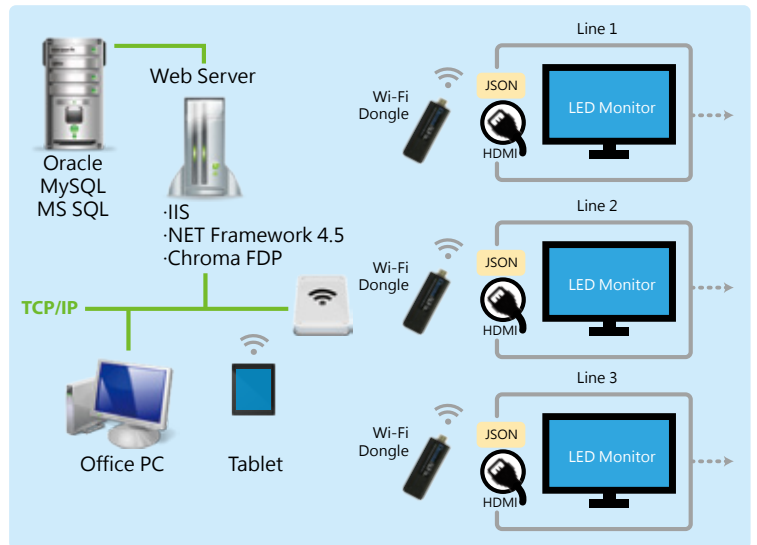 Oracle
MySQL
MS SQL
Web Server
·IIS
·NET Framework 4.5
·Chroma FDP
TCP/IP
Office PC
Tablet
Line 1
Wi-Fi
Dongle
JSON
HDMI
LED Monitor
Line 2
Wi-Fi
Dongle
JSON
HDMI
LED Monitor
Line 3
Wi-Fi
Dongle
JSON
HDMI
LED Monitor